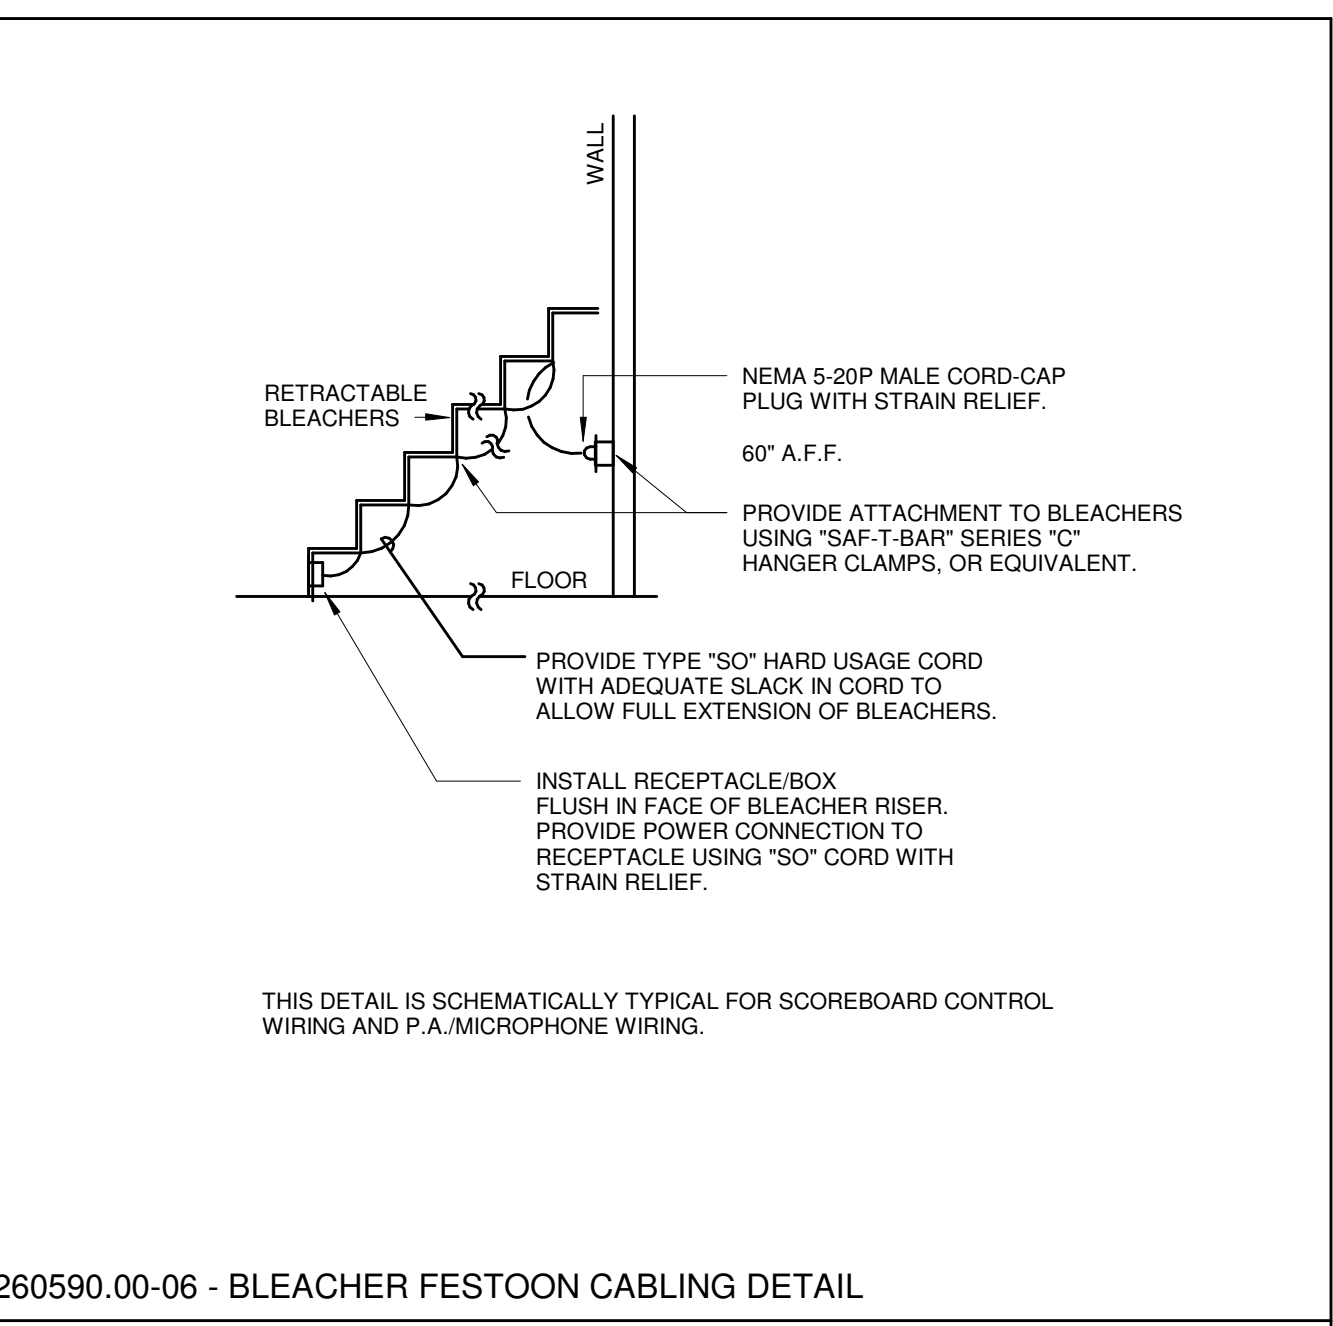 WALL
RETRACTABLE
BLEACHERS
NEMA 5-20P MALE CORD-CAP
PLUG WITH STRAIN RELIEF.
60" A.F.F.
PROVIDE ATTACHMENT TO BLEACHERS
USING "SAF-T-BAR" SERIES "C"
HANGER CLAMPS, OR EQUIVALENT.
FLOOR
PROVIDE TYPE "SO" HARD USAGE CORD
WITH ADEQUATE SLACK IN CORD TO
ALLOW FULL EXTENSION OF BLEACHERS.
INSTALL RECEPTACLE/BOX
FLUSH IN FACE OF BLEACHER RISER.
PROVIDE POWER CONNECTION TO
RECEPTACLE USING "SO" CORD WITH
STRAIN RELIEF.
THIS DETAIL IS SCHEMATICALLY TYPICAL FOR SCOREBOARD CONTROL
WIRING AND P.A./MICROPHONE WIRING.
260590.00-06 - BLEACHER FESTOON CABLING DETAIL